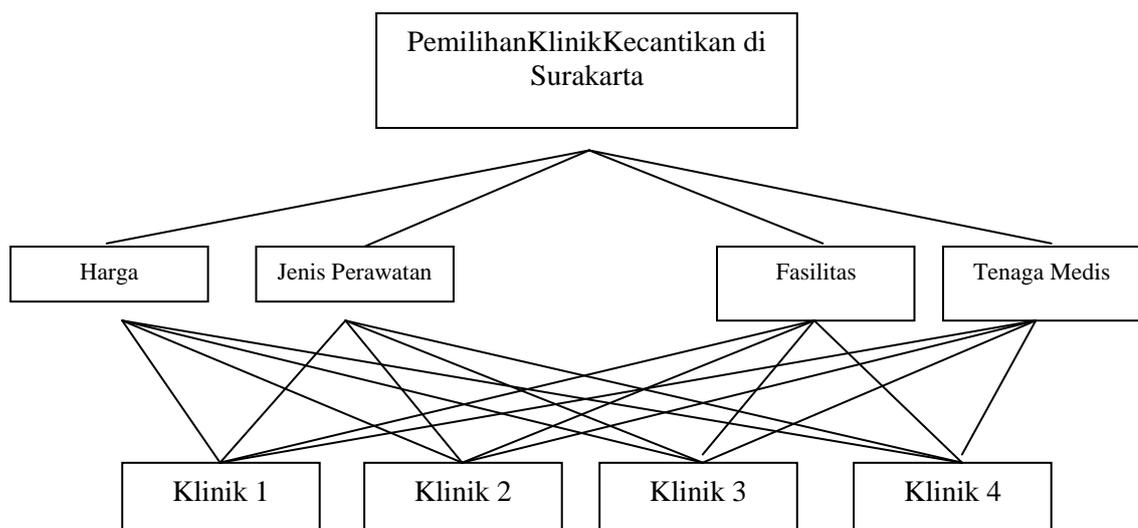 PemilihanKlinikKecantikan di
Surakarta
Harga
Jenis Perawatan
Fasilitas
Tenaga Medis
Klinik 1
Klinik 2
Klinik 3
Klinik 4